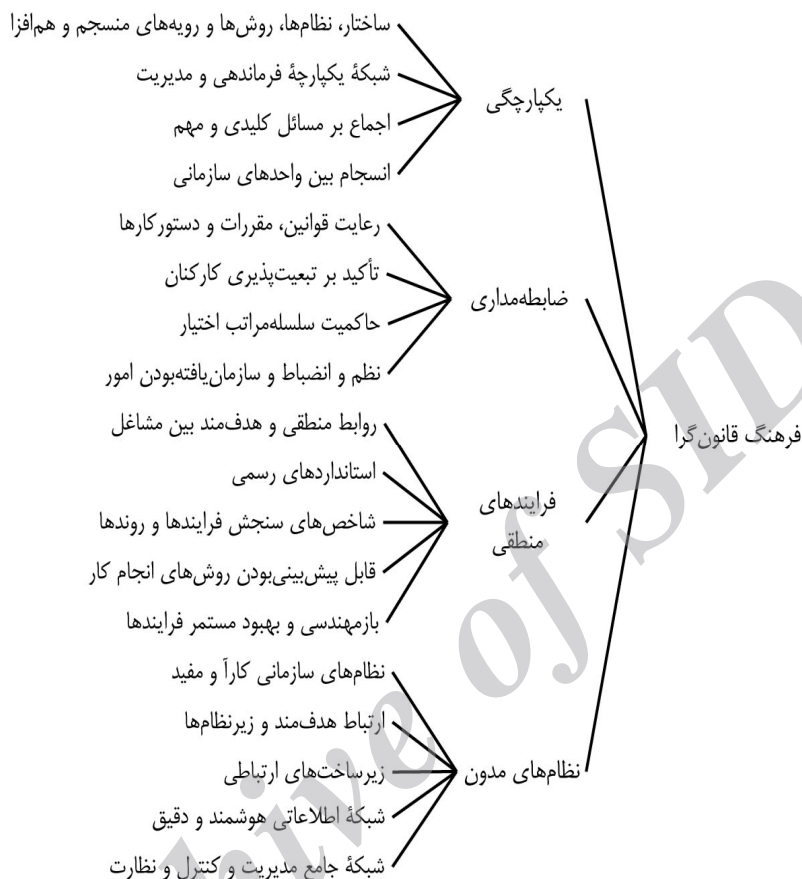 فرهنگ قانون‌گرا
یکپارچگی
ساختار، نظام‌ها، روش‌ها و رویه‌های منسجم و هم‌افزا
شبکهٔ یکپارچهٔ فرماندهی و مدیریت
اجماع بر مسائل کلیدی و مهم
انسجام بین واحدهای سازمانی
ضابطه‌مداری
رعایت قوانین، مقررات و دستورکارها
تأکید بر تبعیت‌پذیری کارکنان
حاکمیت سلسله‌مراتب اختیار
نظم و انضباط و سازمان‌یافته‌بودن امور
فرایندهای
منطقی
روابط منطقی و هدف‌مند بین مشاغل
استانداردهای رسمی
شاخص‌های سنجش فرایندها و روندها
قابل پیش‌بینی‌بودن روش‌های انجام کار
بازمهندسی و بهبود مستمر فرایندها
نظام‌های مدون
نظام‌های سازمانی کارآ و مفید
ارتباط هدف‌مند و زیرنظام‌ها
زیرساخت‌های ارتباطی
شبکهٔ اطلاعاتی هوشمند و دقیق
شبکهٔ جامع مدیریت و کنترل و نظارت
hive of SID